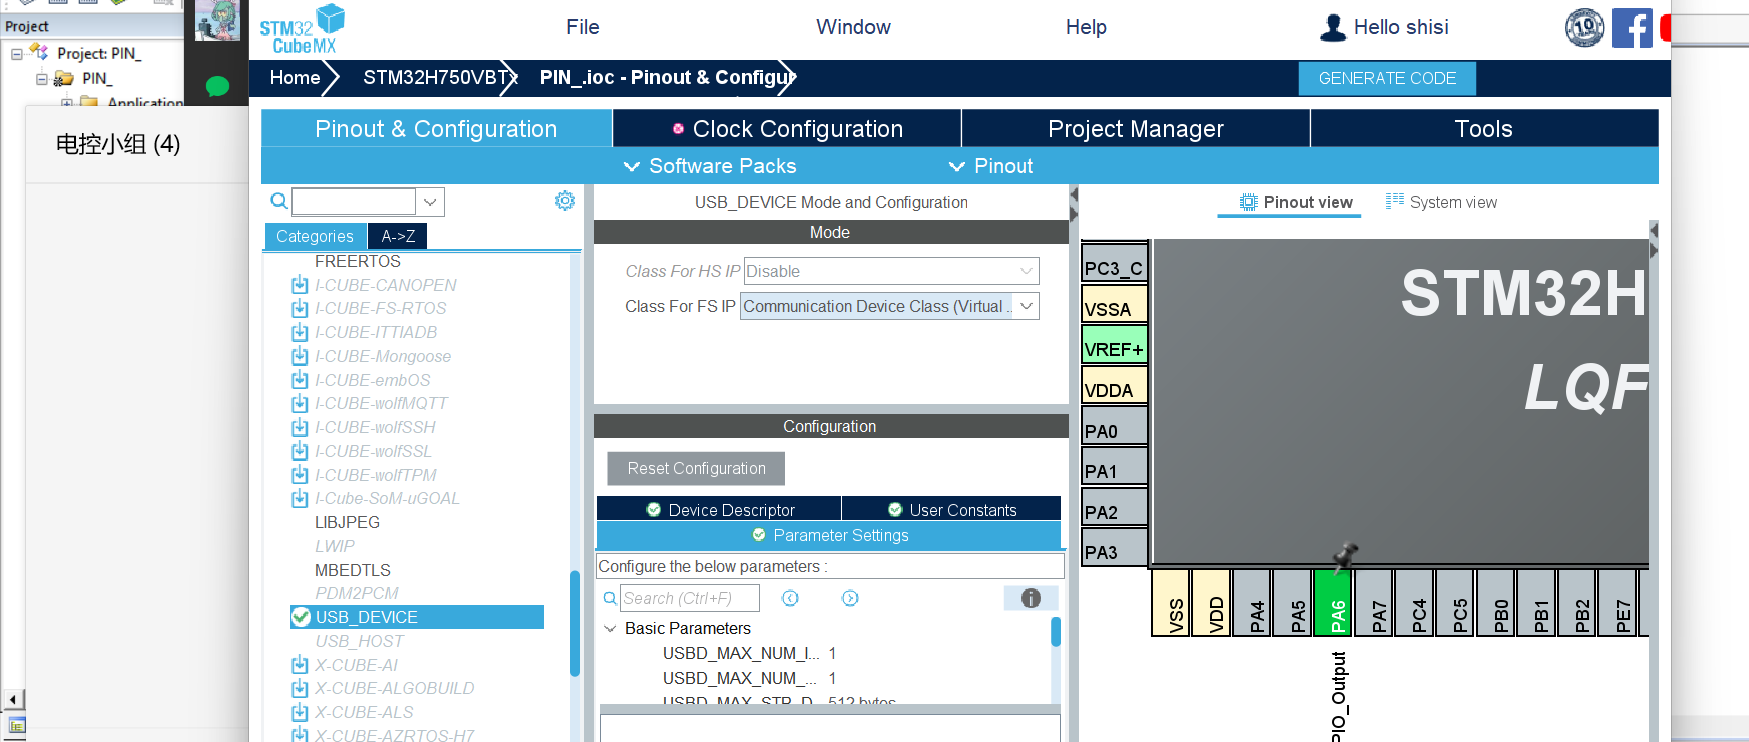 Project
Project: PIN_
PIN_
Application
电控小组 (4)
STM32
CubeMX
File
Window
Help
Hello shisi
10
Home
STM32H750VBTx
PIN_.ioc - Pinout & Configur
GENERATE CODE
Pinout & Configuration
Clock Configuration
Project Manager
Tools
Software Packs
Pinout
Categories
A->Z
FREERTOS
I-CUBE-CANOPEN
I-CUBE-FS-RTOS
I-CUBE-ITTIADB
I-CUBE-Mongoose
I-CUBE-embOS
I-CUBE-wolfMQTT
I-CUBE-wolfSSH
I-CUBE-wolfSSL
I-CUBE-wolfTPM
I-Cube-SoM-uGOAL
LIBJPEG
LWIP
MBEDTLS
PDM2PCM
USB_DEVICE
USB_HOST
X-CUBE-AI
X-CUBE-ALGOBUILD
X-CUBE-ALS
X-CUBE-AZRTOS-H7
USB_DEVICE Mode and Configuration
Mode
Class For HS IP Disable
Class For FS IP Communication Device Class (Virtual ..
Configuration
Reset Configuration
Device Descriptor
User Constants
Parameter Settings
Configure the below parameters :
Search (Ctrl+F)
Basic Parameters
USBD_MAX_NUM_I... 1
USBD_MAX_NUM_... 1
USBD_MAX_STR_D... 512 bytes
Pinout view
System view
PC3_C
VSSA
VREF+
VDDA
PA0
PA1
PA2
PA3
STM32H
LQF
VSS
VDD
PA4
PA5
PA6
PA7
PC4
PC5
PB0
PB1
PB2
PE7
PIO_Output